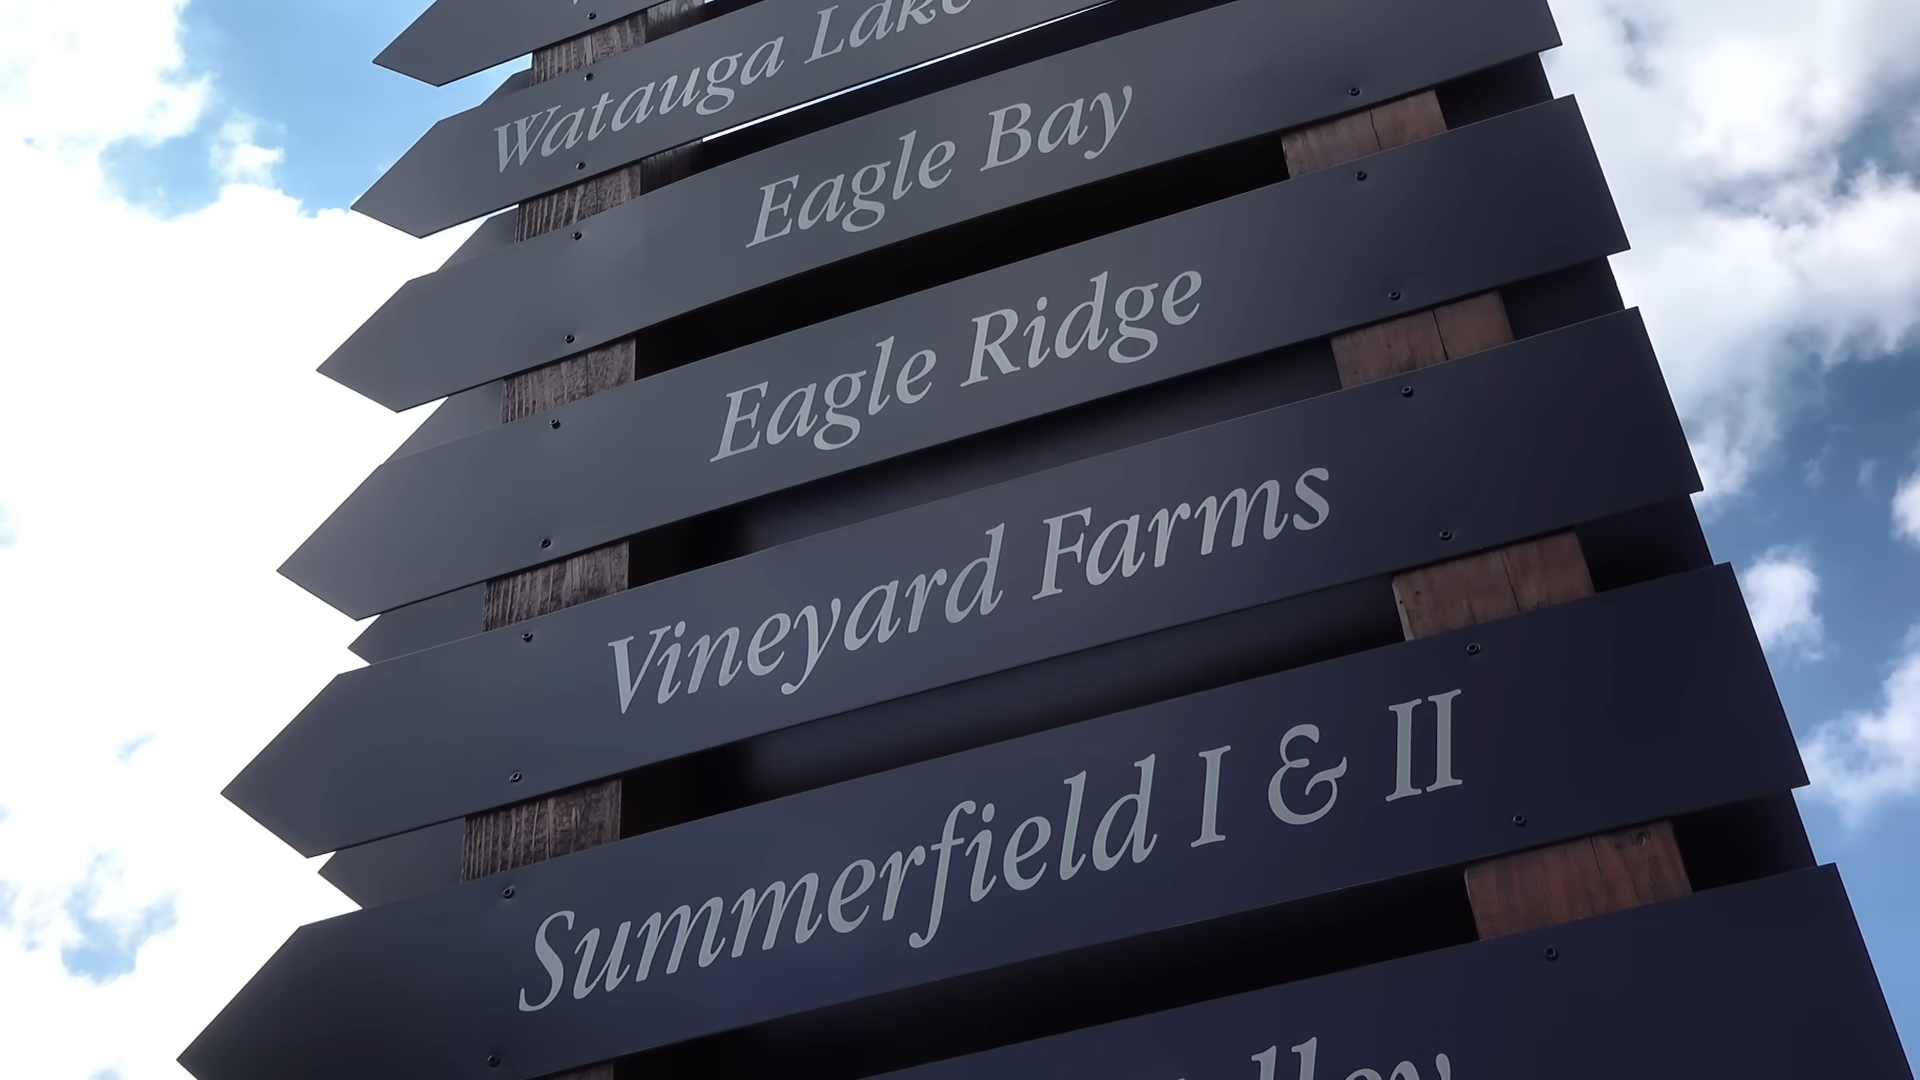 Watauga Lake
Eagle Bay
Eagle Ridge
Vineyard Farms
Summerfield I & II